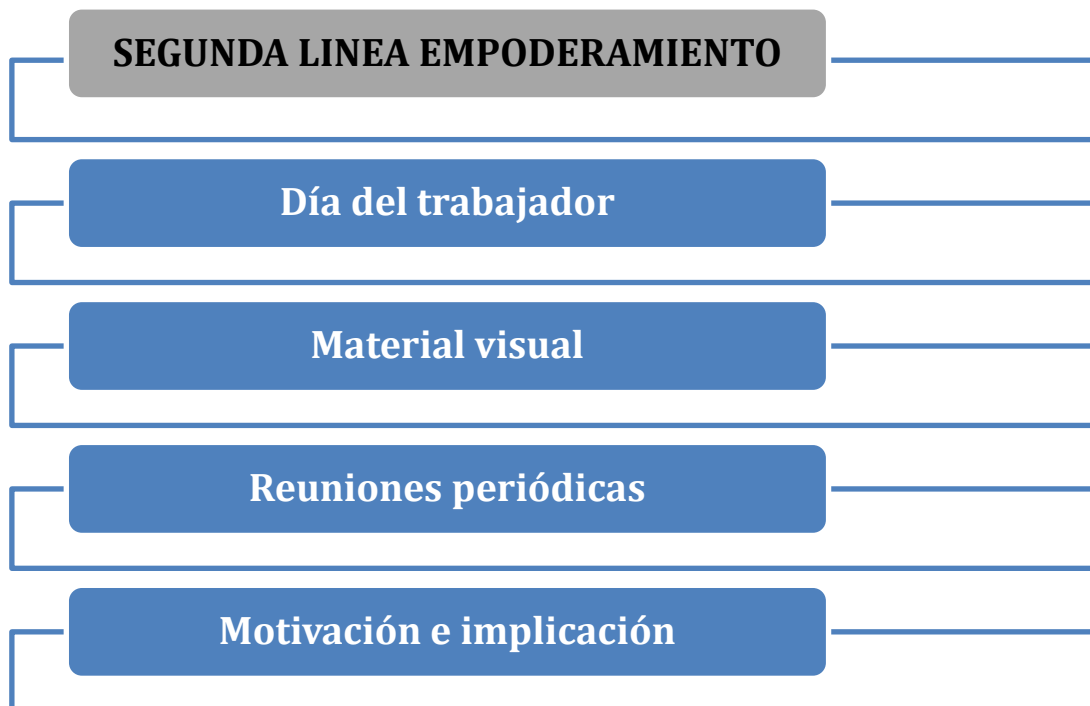 SEGUNDA LINEA EMPODERAMIENTO
Día del trabajador
Material visual
Reuniones periódicas
Motivación e implicación